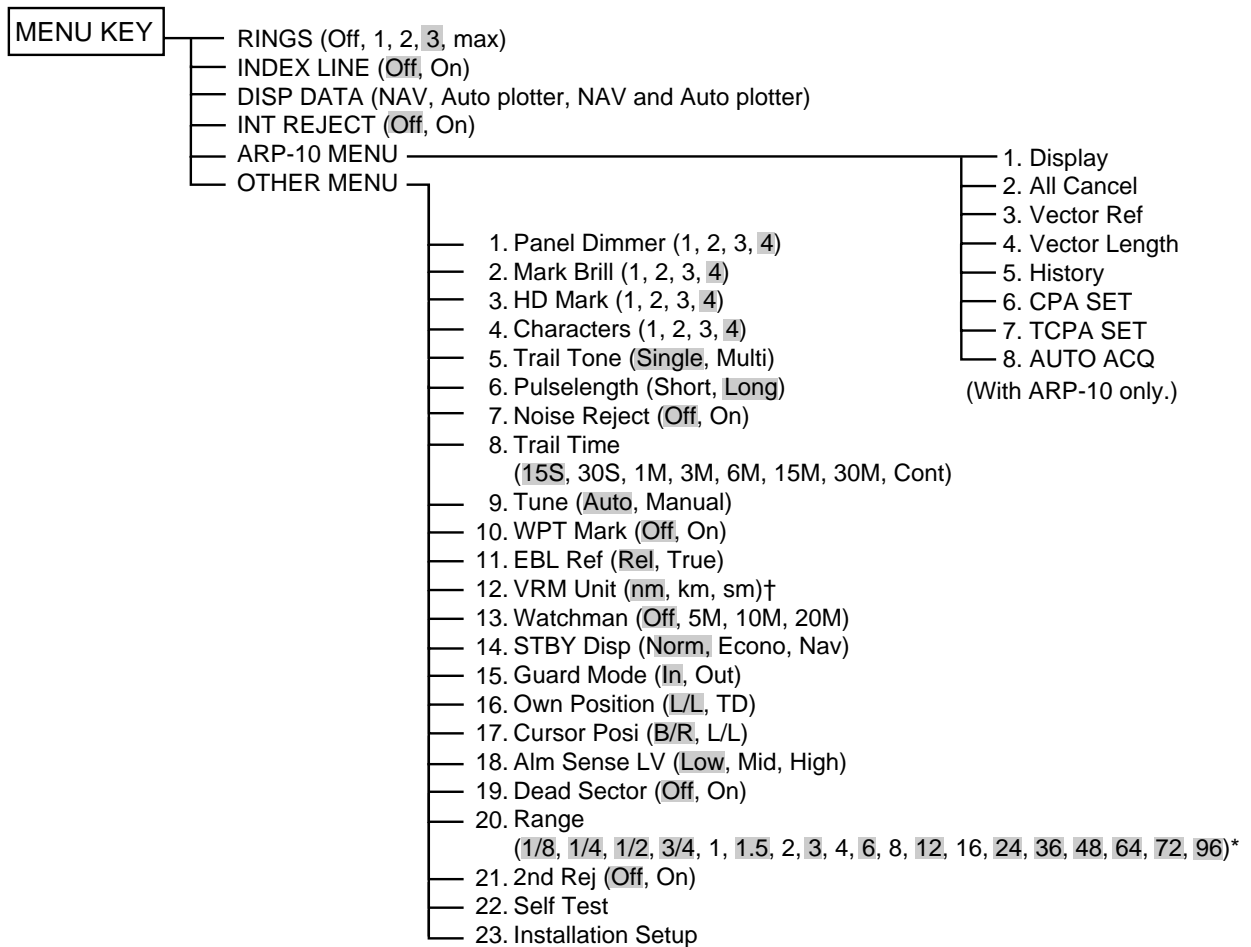 MENU KEY
RINGS (Off, 1, 2, 3, max)
INDEX LINE (Off, On)
DISP DATA (NAV, Auto plotter, NAV and Auto plotter)
INT REJECT (Off, On)
ARP-10 MENU
OTHER MENU
1. Display
2. All Cancel
3. Vector Ref
4. Vector Length
5. History
6. CPA SET
7. TCPA SET
8. AUTO ACQ
(With ARP-10 only.)
1. Panel Dimmer (1, 2, 3, 4)
2. Mark Brill (1, 2, 3, 4)
3. HD Mark (1, 2, 3, 4)
4. Characters (1, 2, 3, 4)
5. Trail Tone (Single, Multi)
6. Pulselength (Short, Long)
7. Noise Reject (Off, On)
8. Trail Time
(15S, 30S, 1M, 3M, 6M, 15M, 30M, Cont)
9. Tune (Auto, Manual)
10. WPT Mark (Off, On)
11. EBL Ref (Rel, True)
12. VRM Unit (nm, km, sm)†
13. Watchman (Off, 5M, 10M, 20M)
14. STBY Disp (Norm, Econo, Nav)
15. Guard Mode (In, Out)
16. Own Position (L/L, TD)
17. Cursor Posi (B/R, L/L)
18. Alm Sense LV (Low, Mid, High)
19. Dead Sector (Off, On)
20. Range
(1/8, 1/4, 1/2, 3/4, 1, 1.5, 2, 3, 4, 6, 8, 12, 16, 24, 36, 48, 64, 72, 96)*
21. 2nd Rej (Off, On)
22. Self Test
23. Installation Setup